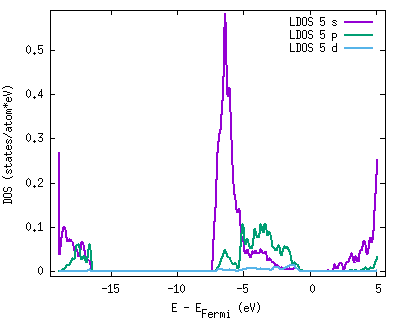 LDOS 5 s
LDOS 5 p
LDOS 5 d
0.5
0.4
0.3
0.2
0.1
0
DOS (states/atom*eV)
-15 -10 -5 0 5
E - E_Fermi (eV)